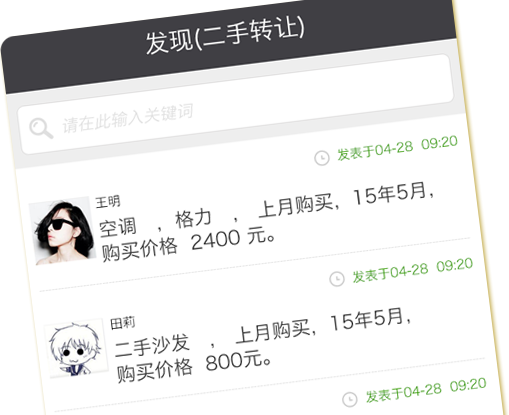 发现(二手转让)
请在此输入关键词
发表于04-28 09:20
王明
空调 ，格力 ， 上月购买，15年5月，
购买价格 2400 元。
发表于04-28 09:20
田莉
二手沙发 ， 上月购买，15年5月，
购买价格 800元。
发表于04-28 09:20